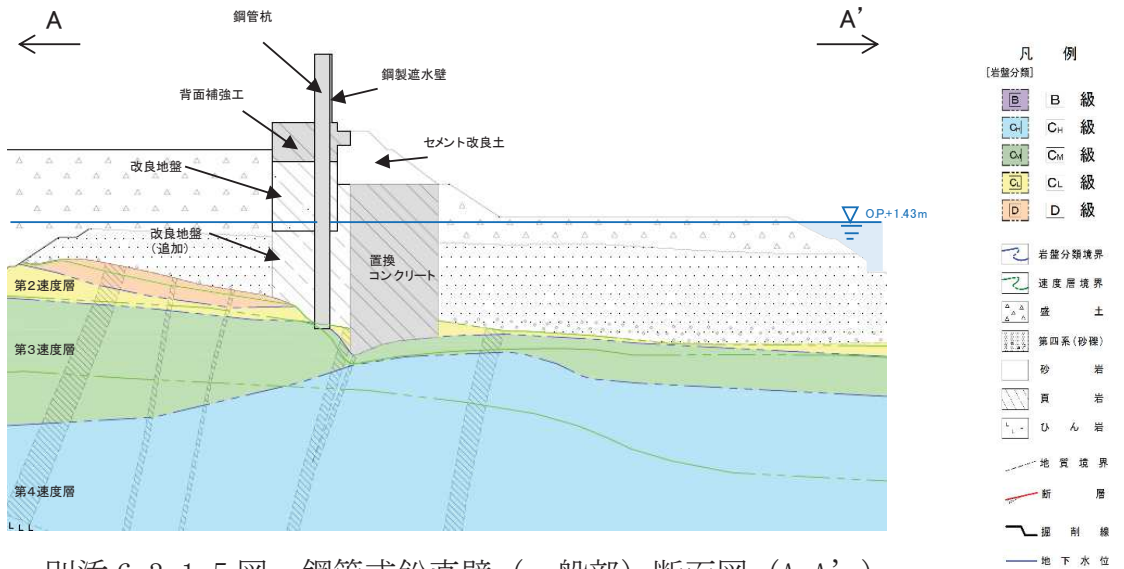 A
A’
鋼管杭
鋼製遮水壁
背面補強工
セメント改良土
改良地盤
O.P.+1.43m
改良地盤
(追加)
置換
コンクリート
第2速度層
第3速度層
第4速度層
凡 例
[岩盤分類]
B B 級
CH CH 級
CM CM 級
CL CL 級
D D 級
岩盤分類境界
速度層境界
盛土
第四系(砂礫)
砂岩
頁岩
ひん岩
地質境界
断層
掘削線
地下水位